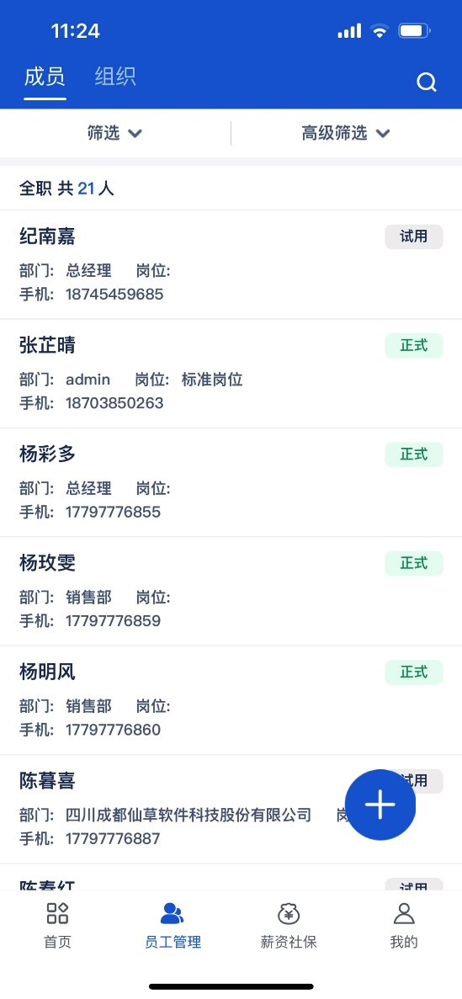 11:24
成员 组织
筛选 高级筛选
全职 共 21 人
纪南嘉 试用
部门: 总经理 岗位:
手机: 18745459685
张芷晴 正式
部门: admin 岗位: 标准岗位
手机: 18703850263
杨彩多 正式
部门: 总经理 岗位:
手机: 17797776855
杨玫雯 正式
部门: 销售部 岗位:
手机: 17797776859
杨明风 正式
部门: 销售部 岗位:
手机: 17797776860
陈暮喜 试用
部门: 四川成都仙草软件科技股份有限公司 岗
手机: 17797776887
试用
首页 员工管理 薪资社保 我的